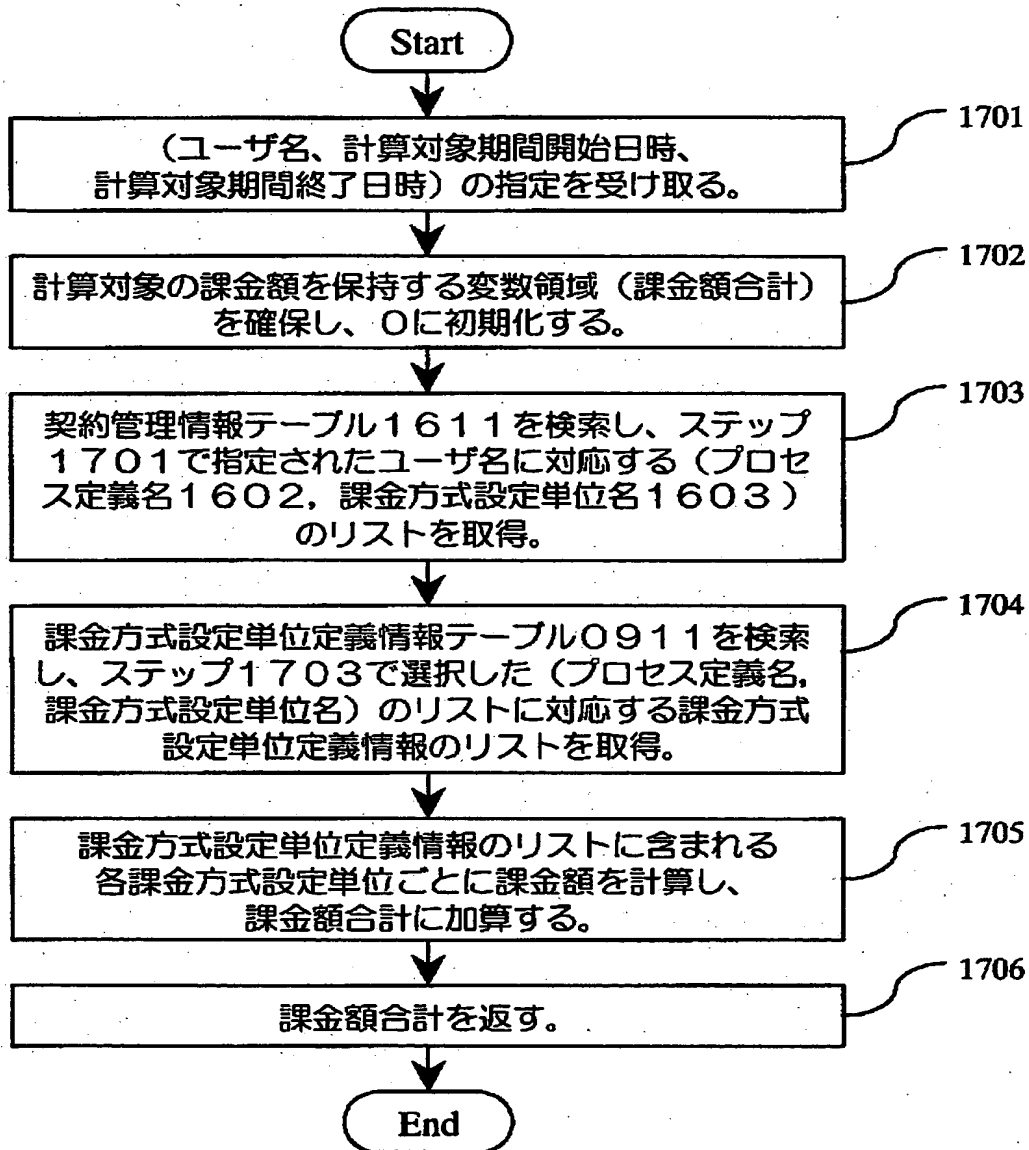 Start
1701
（ユーザ名、計算対象期間開始日時、
計算対象期間終了日時）の指定を受け取る。
1702
計算対象の課金額を保持する変数領域（課金額合計）
を確保し、０に初期化する。
1703
契約管理情報テーブル１６１１を検索し、ステップ
１７０１で指定されたユーザ名に対応する（プロセ
ス定義名１６０２，課金方式設定単位名１６０３）
のリストを取得。
1704
課金方式設定単位定義情報テーブル０９１１を検索
し、ステップ１７０３で選択した（プロセス定義名，
課金方式設定単位名）のリストに対応する課金方式
設定単位定義情報のリストを取得。
1705
課金方式設定単位定義情報のリストに含まれる
各課金方式設定単位ごとに課金額を計算し、
課金額合計に加算する。
1706
課金額合計を返す。
End